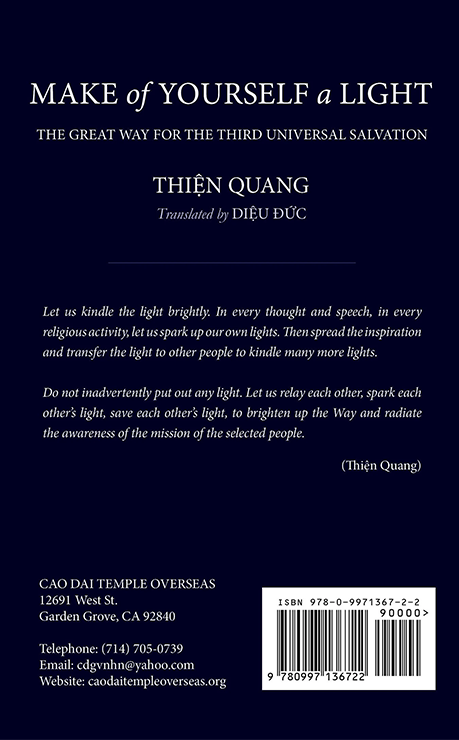 MAKE of YOURSELF a LIGHT
THE GREAT WAY FOR THE THIRD UNIVERSAL SALVATION
THIỆN QUANG
Translated by DIỆU ĐỨC
Let us kindle the light brightly. In every thought and speech, in every
religious activity, let us spark up our own lights. Then spread the inspiration
and transfer the light to other people to kindle many more lights.
Do not inadvertently put out any light. Let us relay each other, spark each
other's light, save each other's light, to brighten up the Way and radiate
the awareness of the mission of the selected people.
(Thiện Quang)
CAO DAI TEMPLE OVERSEAS
12691 West St.
Garden Grove, CA 92840
Telephone: (714) 705-0739
Email: cdgvnhn@yahoo.com
Website: caodaitempleoverseas.org
ISBN 978-0-9971367-2-2
90000>
9 780997 136722